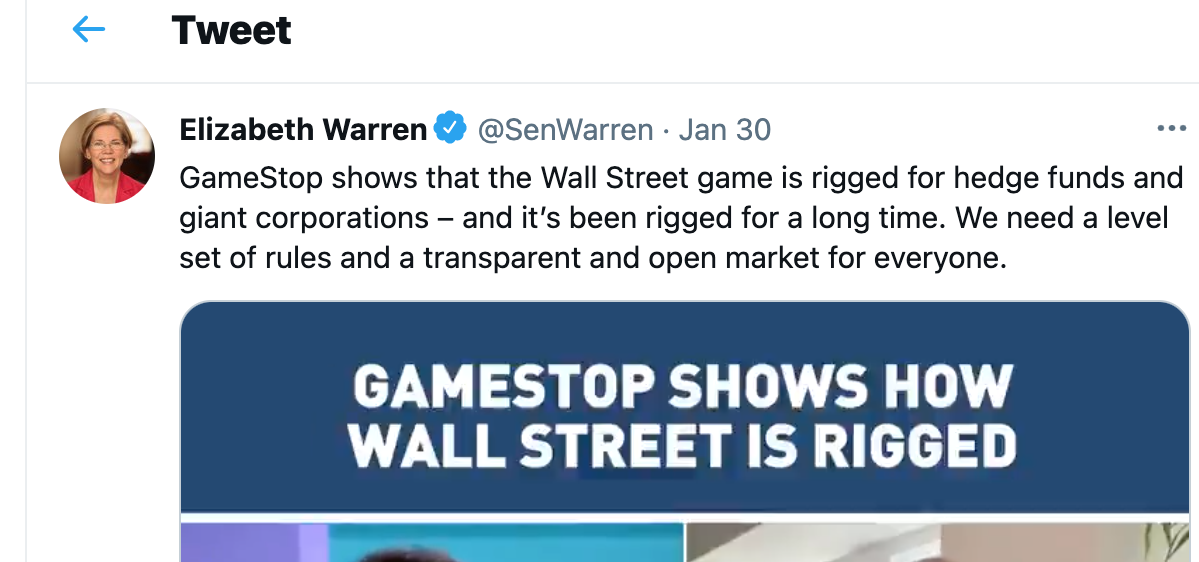 Tweet
Elizabeth Warren @SenWarren · Jan 30
GameStop shows that the Wall Street game is rigged for hedge funds and
giant corporations – and it’s been rigged for a long time. We need a level
set of rules and a transparent and open market for everyone.
GAMESTOP SHOWS HOW
WALL STREET IS RIGGED